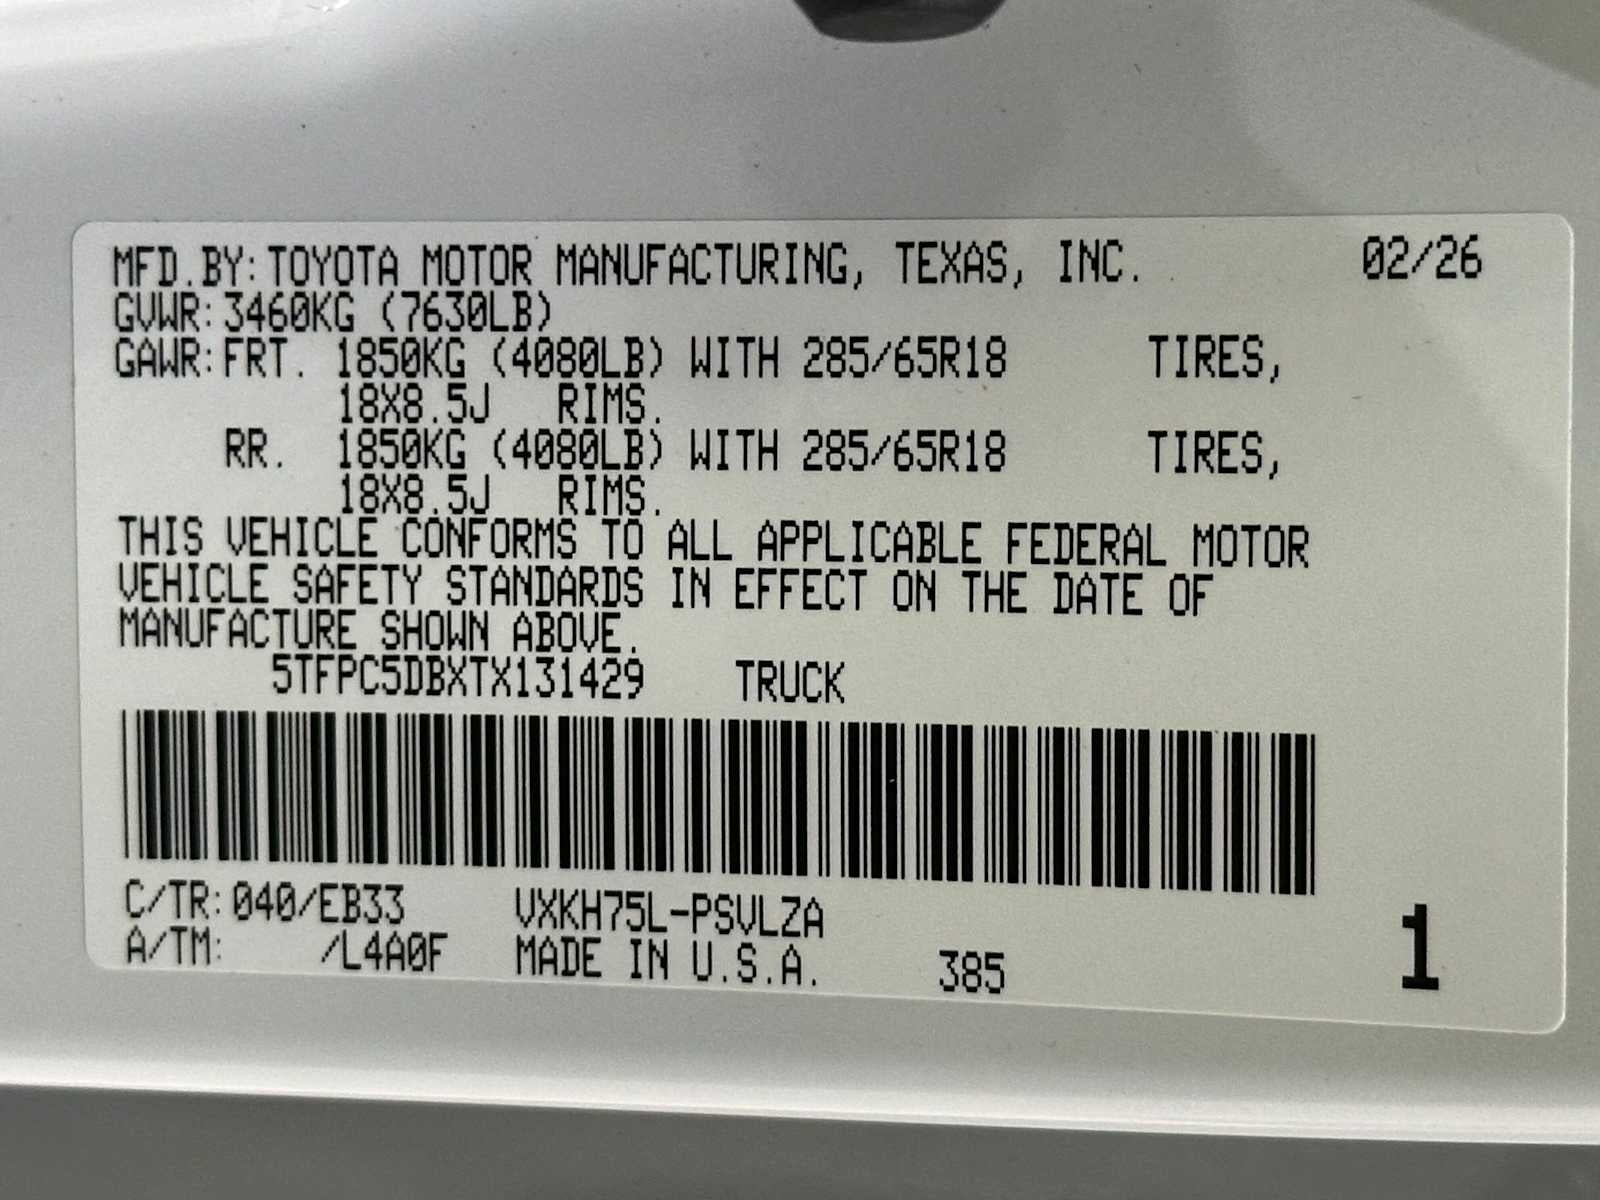 MFD.BY:TOYOTA MOTOR MANUFACTURING, TEXAS, INC. 02/26
GVWR:3460KG (7630LB)
GAWR:FRT. 1850KG (4080LB) WITH 285/65R18 TIRES,
18X8.5J RIMS.
RR. 1850KG (4080LB) WITH 285/65R18 TIRES,
18X8.5J RIMS.
THIS VEHICLE CONFORMS TO ALL APPLICABLE FEDERAL MOTOR
VEHICLE SAFETY STANDARDS IN EFFECT ON THE DATE OF
MANUFACTURE SHOWN ABOVE.
5TFPC5DBXTX131429 TRUCK
C/TR:040/EB33 VXKH75L-PSVLZA
A/TM: /L4A0F MADE IN U.S.A. 385 1